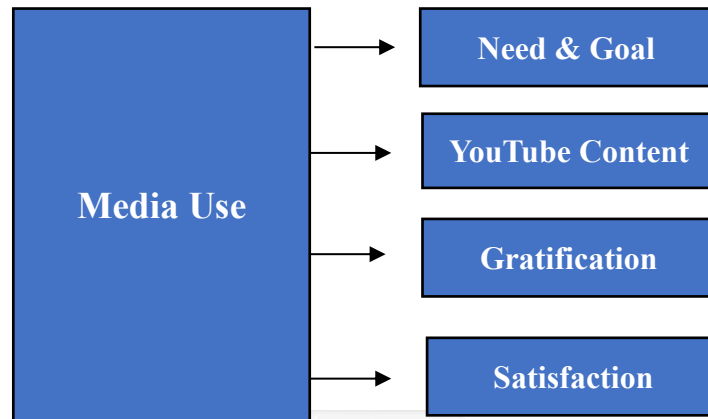 Media Use
Need & Goal
YouTube Content
Gratification
Satisfaction